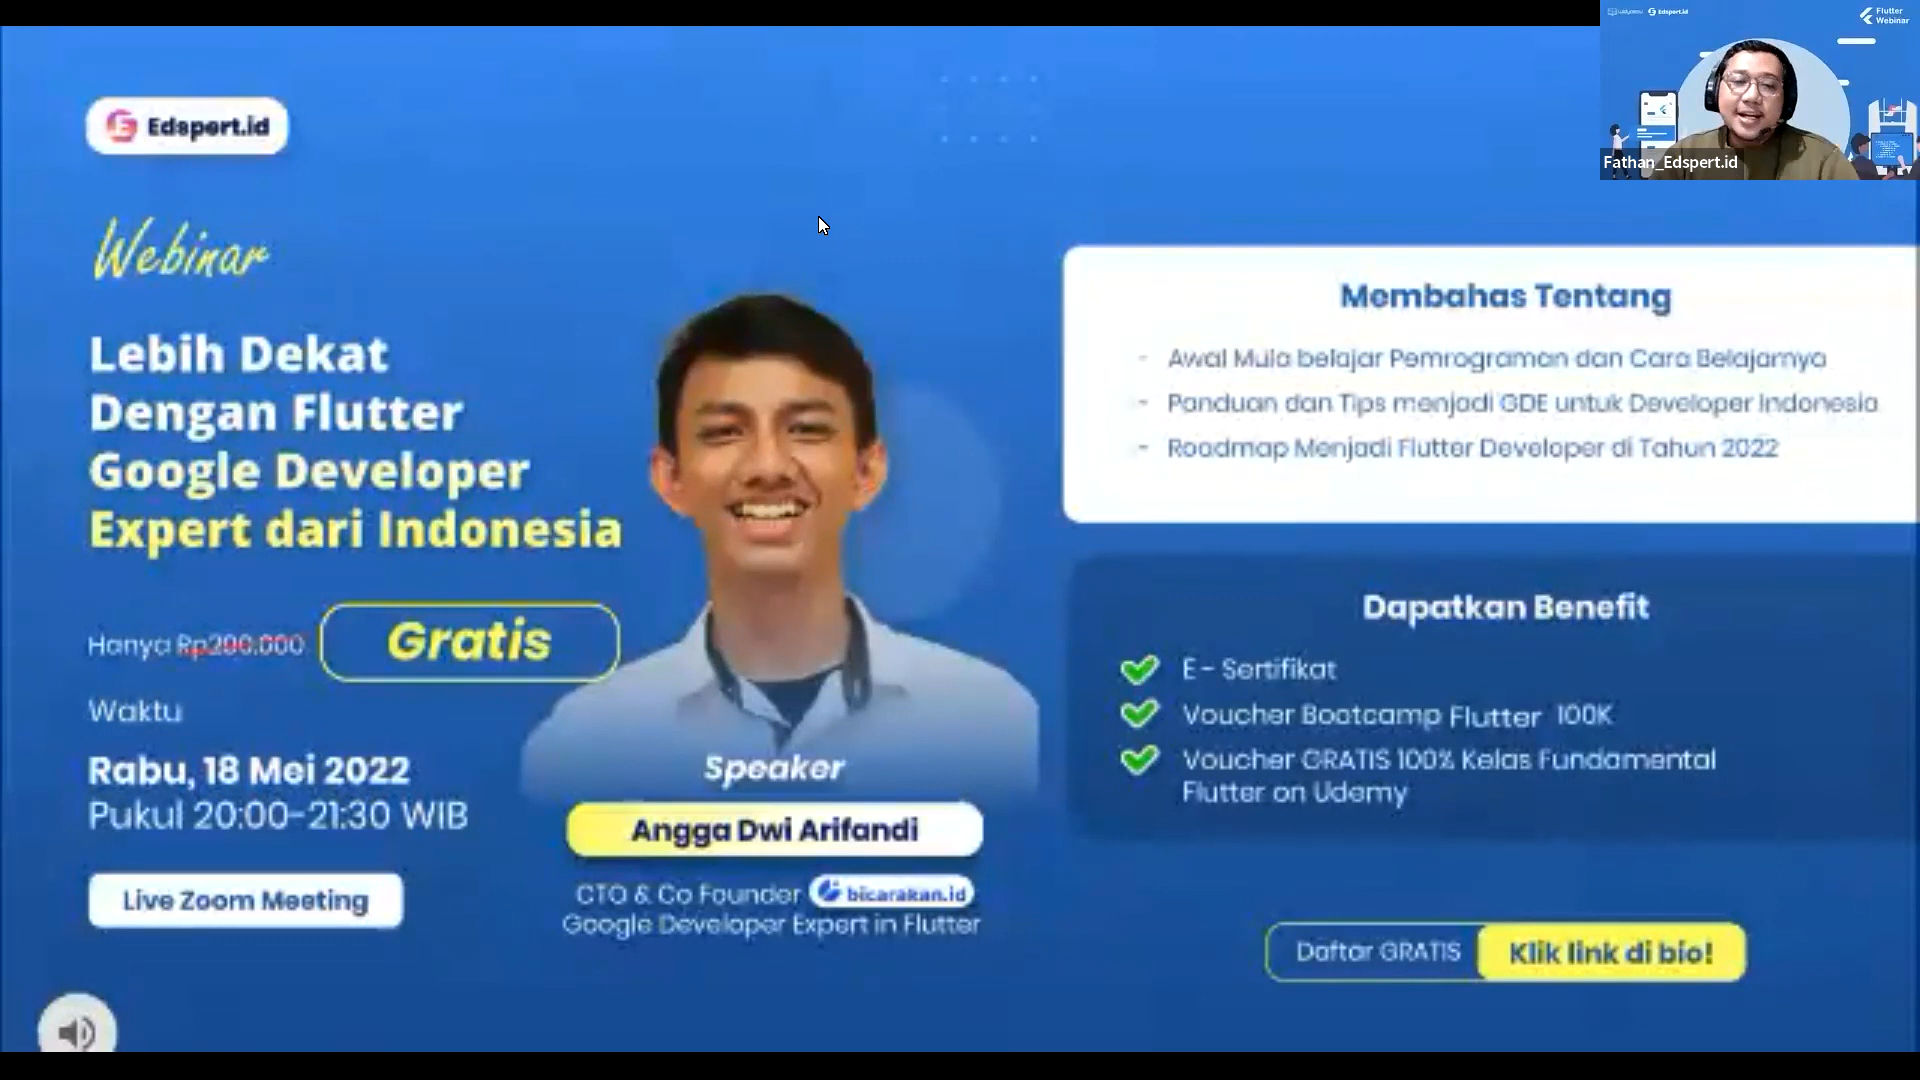 Edspert.id
Webinar
Lebih Dekat
Dengan Flutter
Google Developer
Expert dari Indonesia
Hanya Rp200.000
Gratis
Waktu
Rabu, 18 Mei 2022
Pukul 20:00-21:30 WIB
Live Zoom Meeting
Speaker
Angga Dwi Arifandi
CTO & Co Founder bicarakan.id
Google Developer Expert in Flutter
Membahas Tentang
- Awal Mula belajar Pemrograman dan Cara Belajarnya
- Panduan dan Tips menjadi GDE untuk Developer Indonesia
- Roadmap Menjadi Flutter Developer di Tahun 2022
Dapatkan Benefit
E - Sertifikat
Voucher Bootcamp Flutter 100K
Voucher GRATIS 100% Kelas Fundamental
Flutter on Udemy
Daftar GRATIS
Klik link di bio!
Edspert.id
Flutter
Webinar
Fathan_Edspert.id